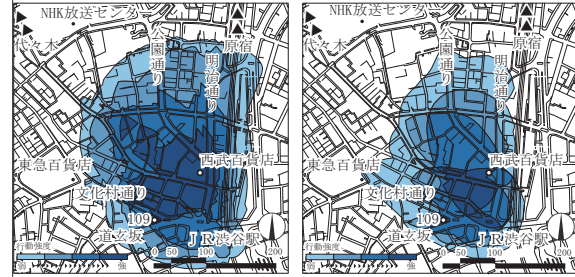 NHK放送センター
代々木
公園通り
明治通り
原宿
東急百貨店
西武百貨店
文化村通り
109
道玄坂
JR渋谷駅
行動強度
弱 強
0 50 100 200
NHK放送センター
代々木
公園通り
明治通り
原宿
東急百貨店
西武百貨店
文化村通り
109
道玄坂
JR渋谷駅
行動強度
弱 強
0 50 100 200